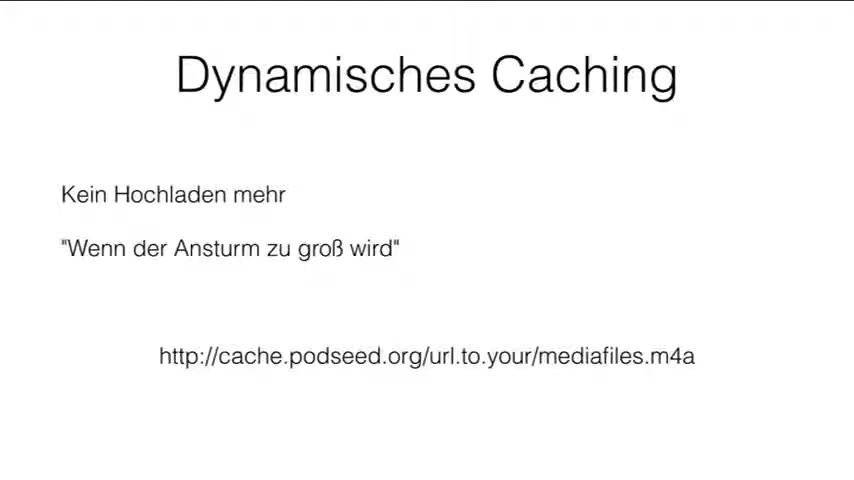 Dynamisches Caching
Kein Hochladen mehr
"Wenn der Ansturm zu groß wird"
http://cache.podseed.org/url.to.your/mediafiles.m4a